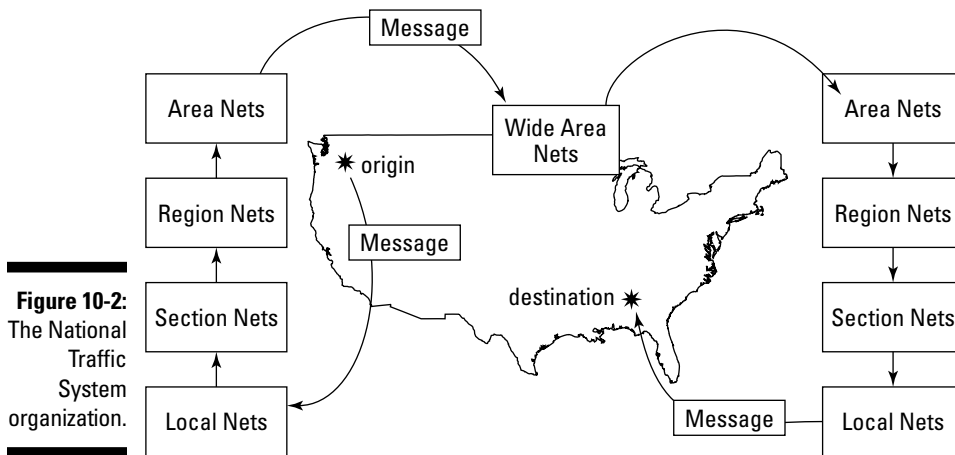 Message
Area Nets
Wide Area
Nets
Area Nets
origin
Region Nets
Message
Region Nets
Figure 10-2:
The National
Traffic
System
organization.
Section Nets
destination
Section Nets
Local Nets
Message
Local Nets